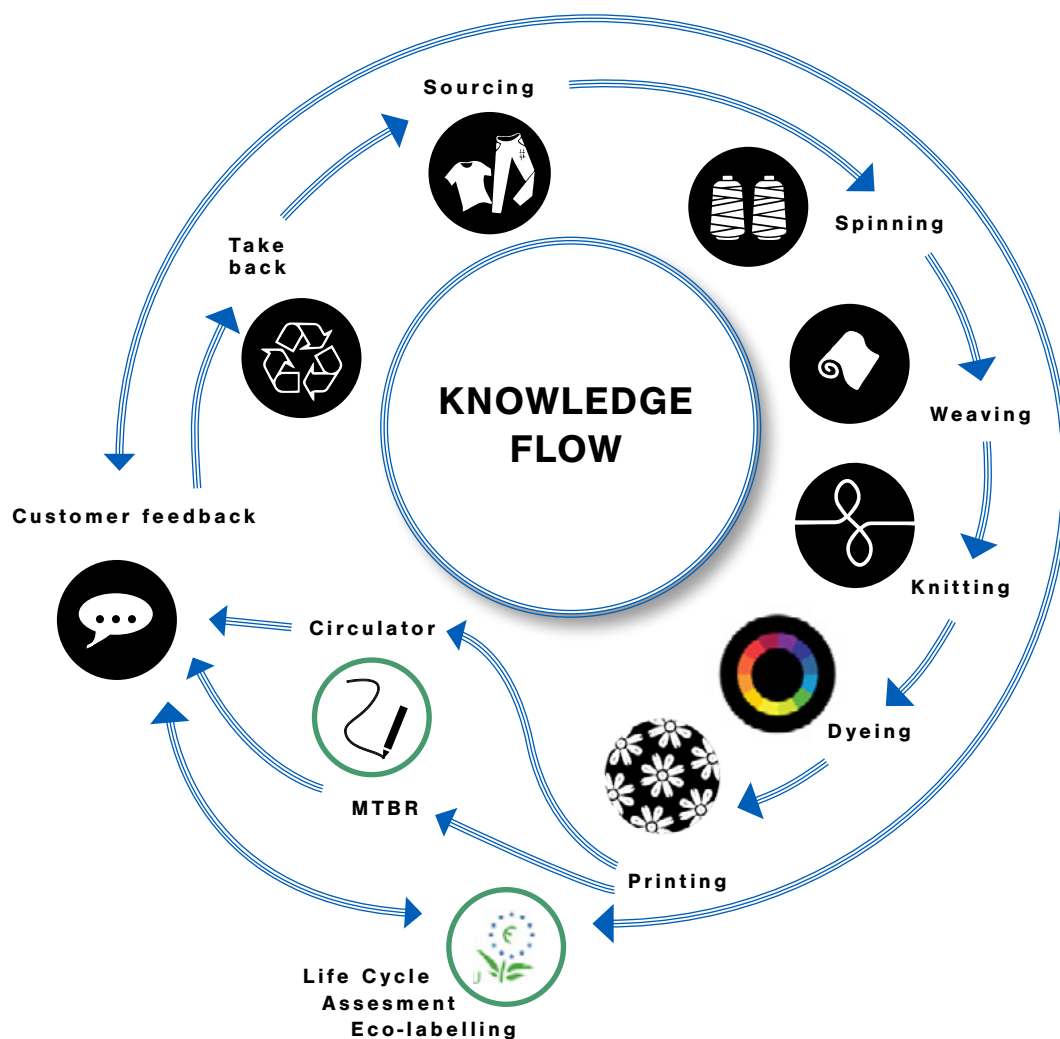 Sourcing
Spinning
Take
back
KNOWLEDGE
FLOW
Weaving
Customer feedback
Knitting
Circulator
Dyeing
MTBR
Printing
Life Cycle
Assesment
Eco-labelling